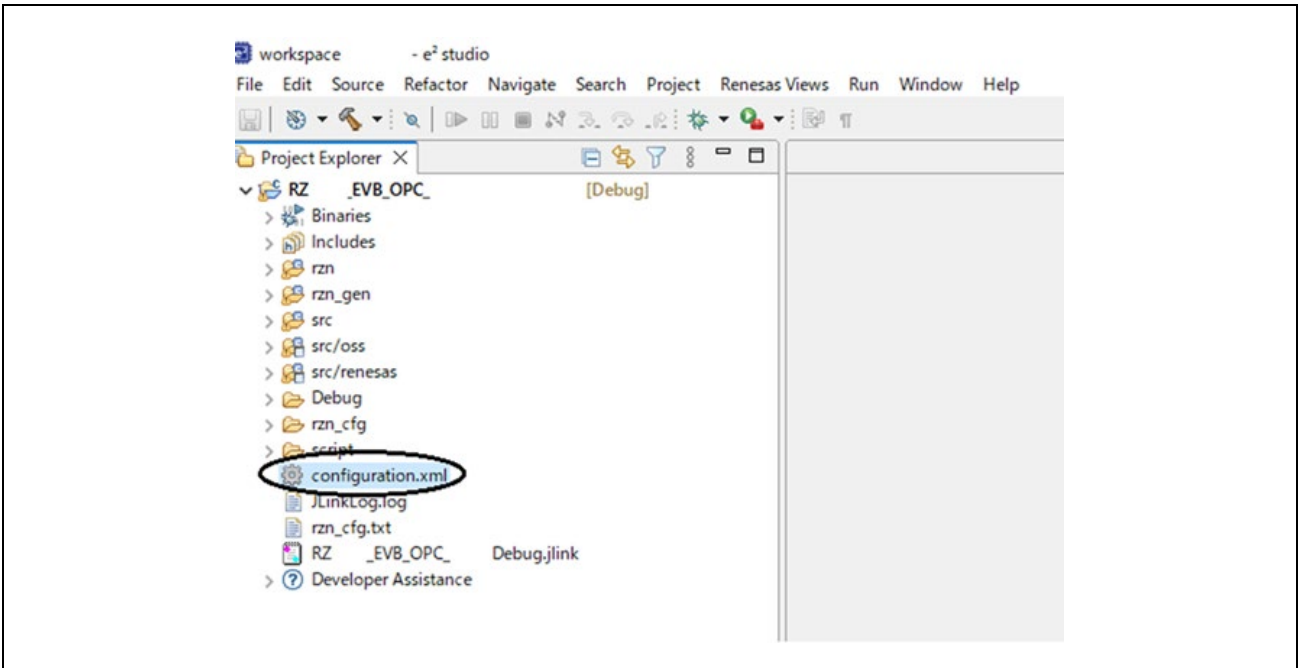 workspace - e² studio
File Edit Source Refactor Navigate Search Project Renesas Views Run Window Help
Project Explorer
RZ _EVB_OPC_ [Debug]
Binaries
Includes
rzn
rzn_gen
src
src/oss
src/renesas
Debug
rzn_cfg
script
configuration.xml
JLinkLog.log
rzn_cfg.txt
RZ _EVB_OPC_ Debug.jlink
Developer Assistance